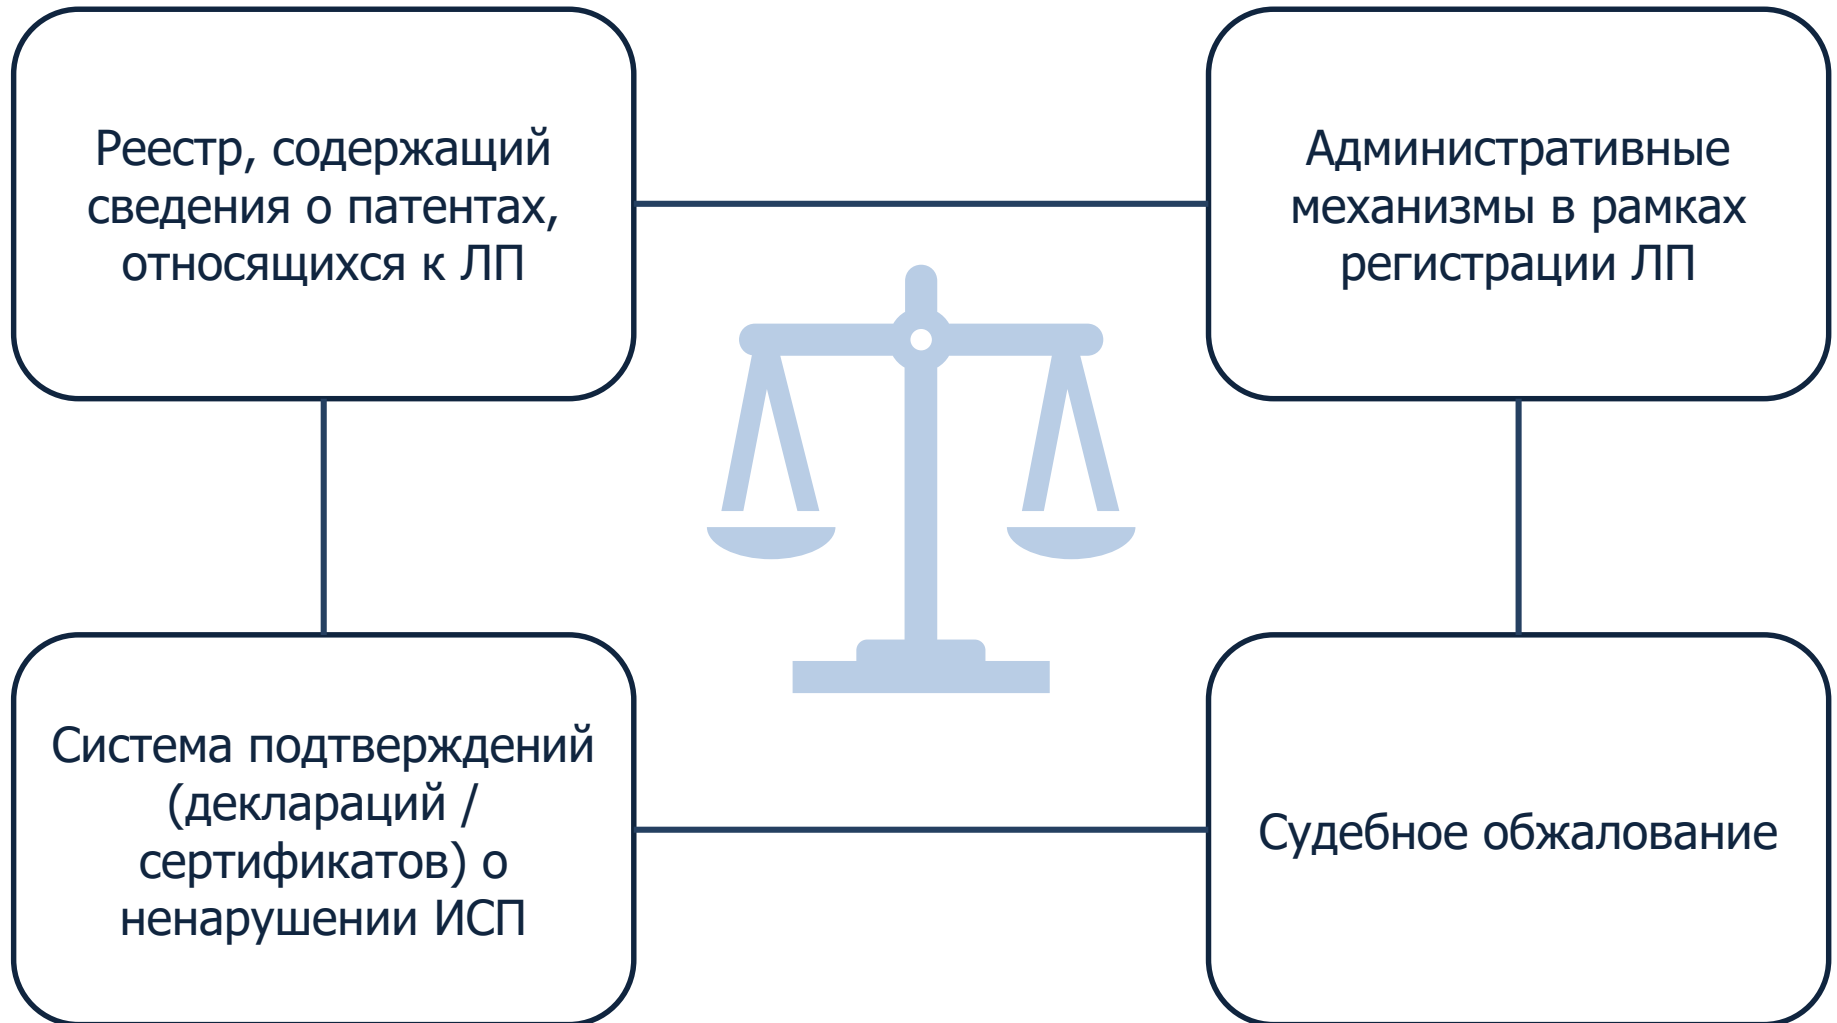 Реестр, содержащий
сведения о патентах,
относящихся к ЛП
Административные
механизмы в рамках
регистрации ЛП
Система подтверждений
(деклараций /
сертификатов) о
ненарушении ИСП
Судебное обжалование